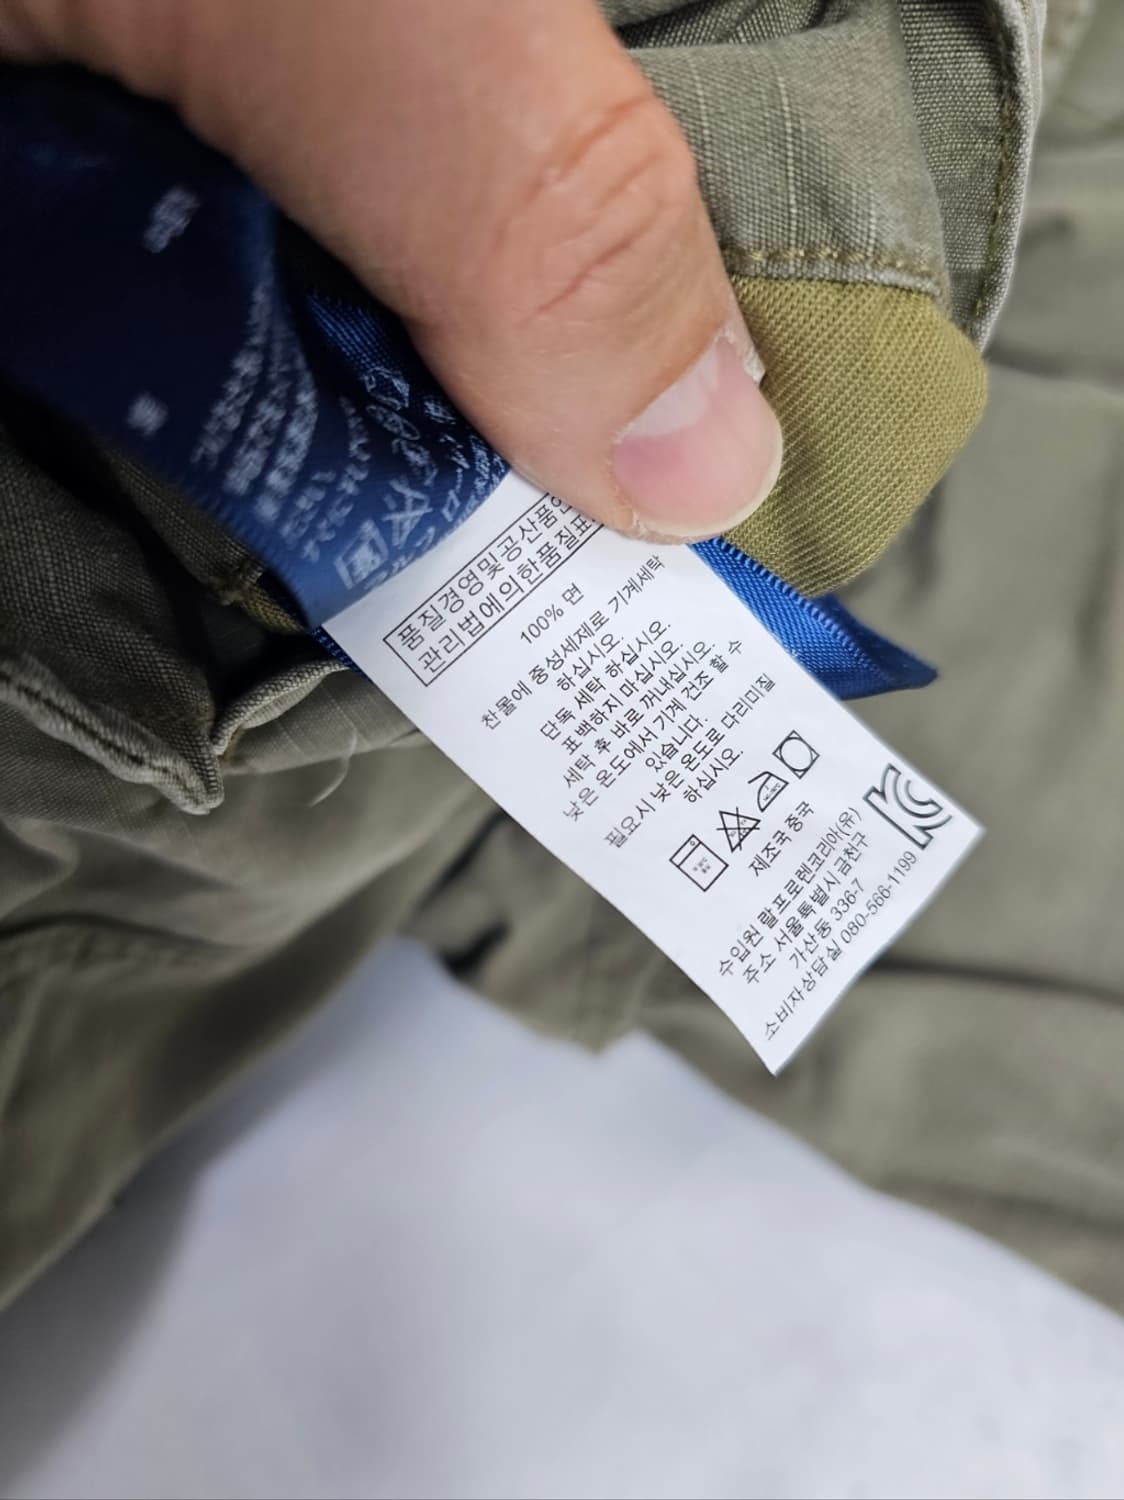 품질경영및공산품안
관리법에의한품질표
100% 면
찬물에 중성세제로 기계세탁
하십시오.
단독 세탁 하십시오.
표백하지 마십시오.
세탁 후 바로 꺼내십시오.
낮은 온도에서 기계 건조 할 수
있습니다.
필요시 낮은 온도로 다리미질
하십시오.
제조국 중국
수입원 랄프로렌코리아(유)
주소 서울특별시 금천구
가산동 336-7
소비자상담실 080-566-1199